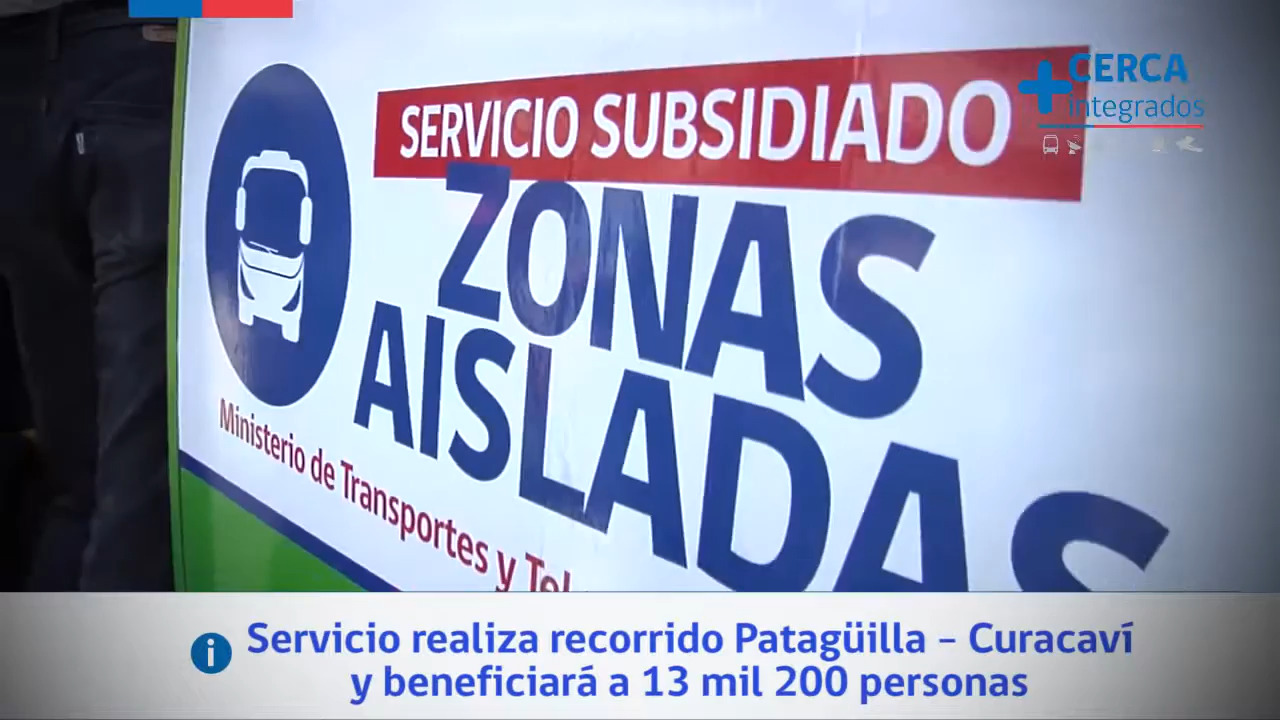 +CERCA
integrados
SERVICIO SUBSIDIADO
ZONAS
AISLADAS
Ministerio de Transportes y Tel
i Servicio realiza recorrido Patagüilla – Curacaví
y beneficiará a 13 mil 200 personas